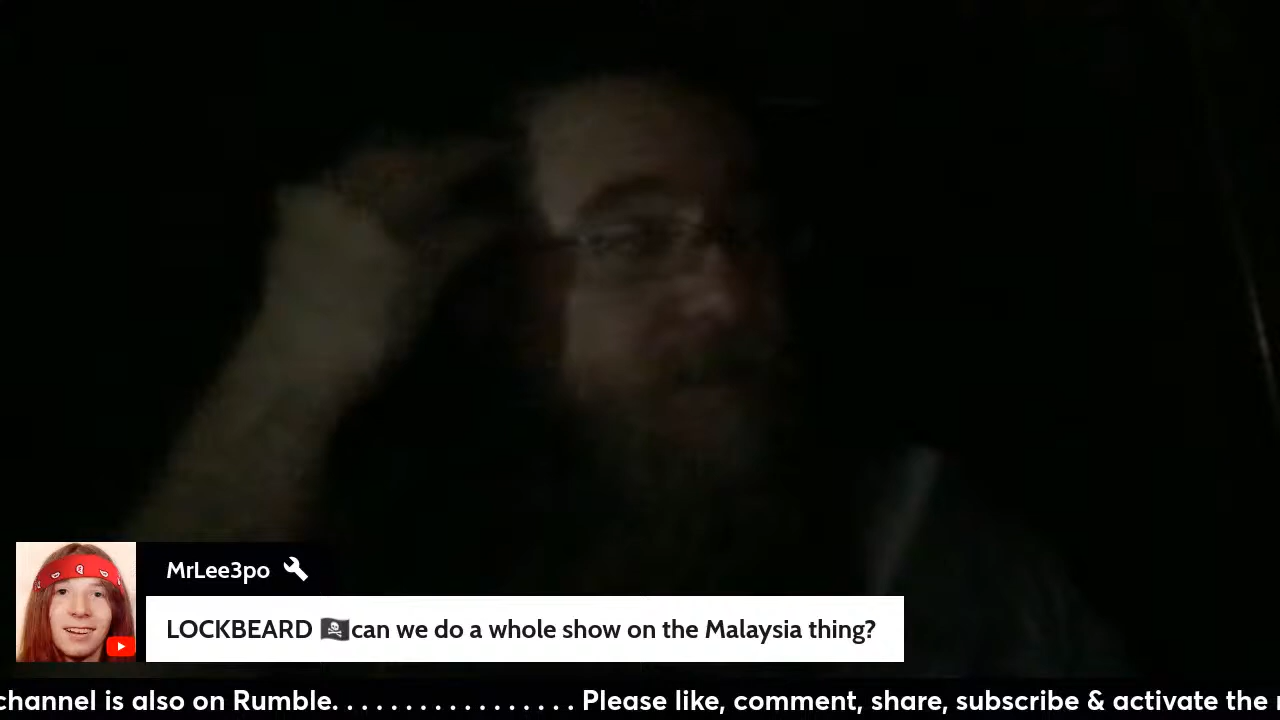 MrLee3po
LOCKBEARD 🏴‍☠️can we do a whole show on the Malaysia thing?
channel is also on Rumble. . . . . . . . . . . . . . . . . Please like, comment, share, subscribe & activate the